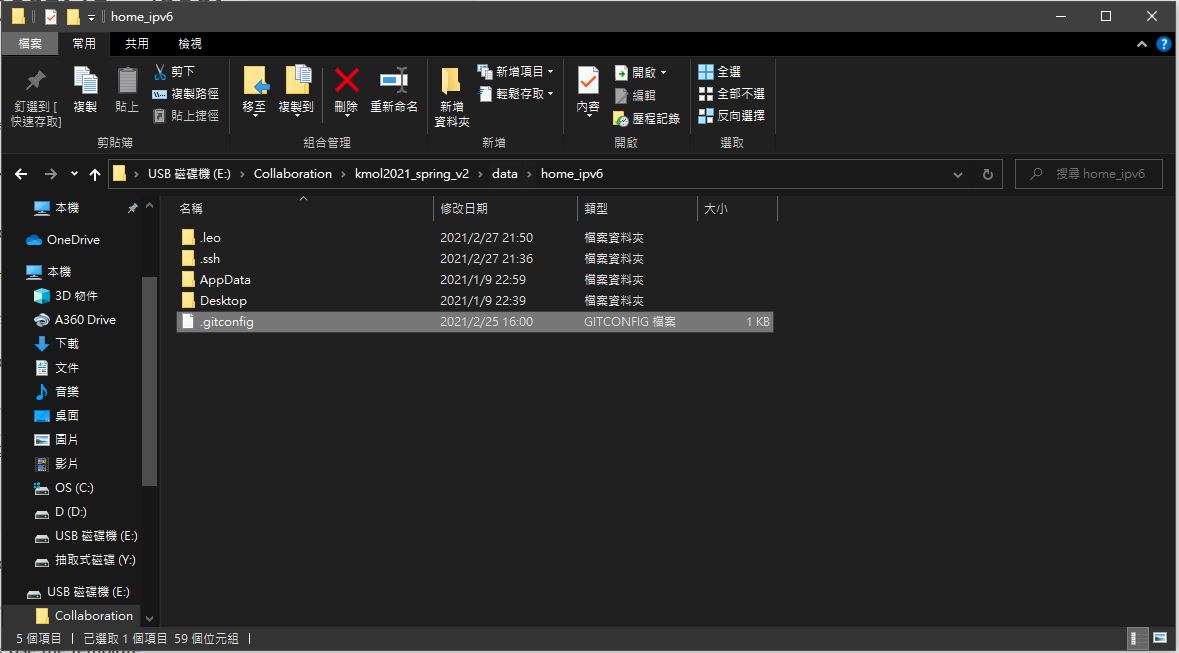 home_ipv6
檔案 常用 共用 檢視
釘選到 [
快速存取]
複製
貼上
剪下
複製路徑
貼上捷徑
剪貼簿
移至
複製到
刪除
重新命名
組合管理
新增
資料夾
新增項目
輕鬆存取
新增
內容
開啟
編輯
歷程記錄
開啟
全選
全部不選
反向選擇
選取
USB 磁碟機 (E:) › Collaboration › kmol2021_spring_v2 › data › home_ipv6
搜尋 home_ipv6
本機
OneDrive
本機
3D 物件
A360 Drive
下載
文件
音樂
桌面
圖片
影片
OS (C:)
D (D:)
USB 磁碟機 (E:)
抽取式磁碟 (Y:)
USB 磁碟機 (E:)
Collaboration
名稱 修改日期 類型 大小
.leo 2021/2/27 21:50 檔案資料夾
.ssh 2021/2/27 21:36 檔案資料夾
AppData 2021/1/9 22:59 檔案資料夾
Desktop 2021/1/9 22:39 檔案資料夾
.gitconfig 2021/2/25 16:00 GITCONFIG 檔案 1 KB
5 個項目 已選取 1 個項目 59 個位元組